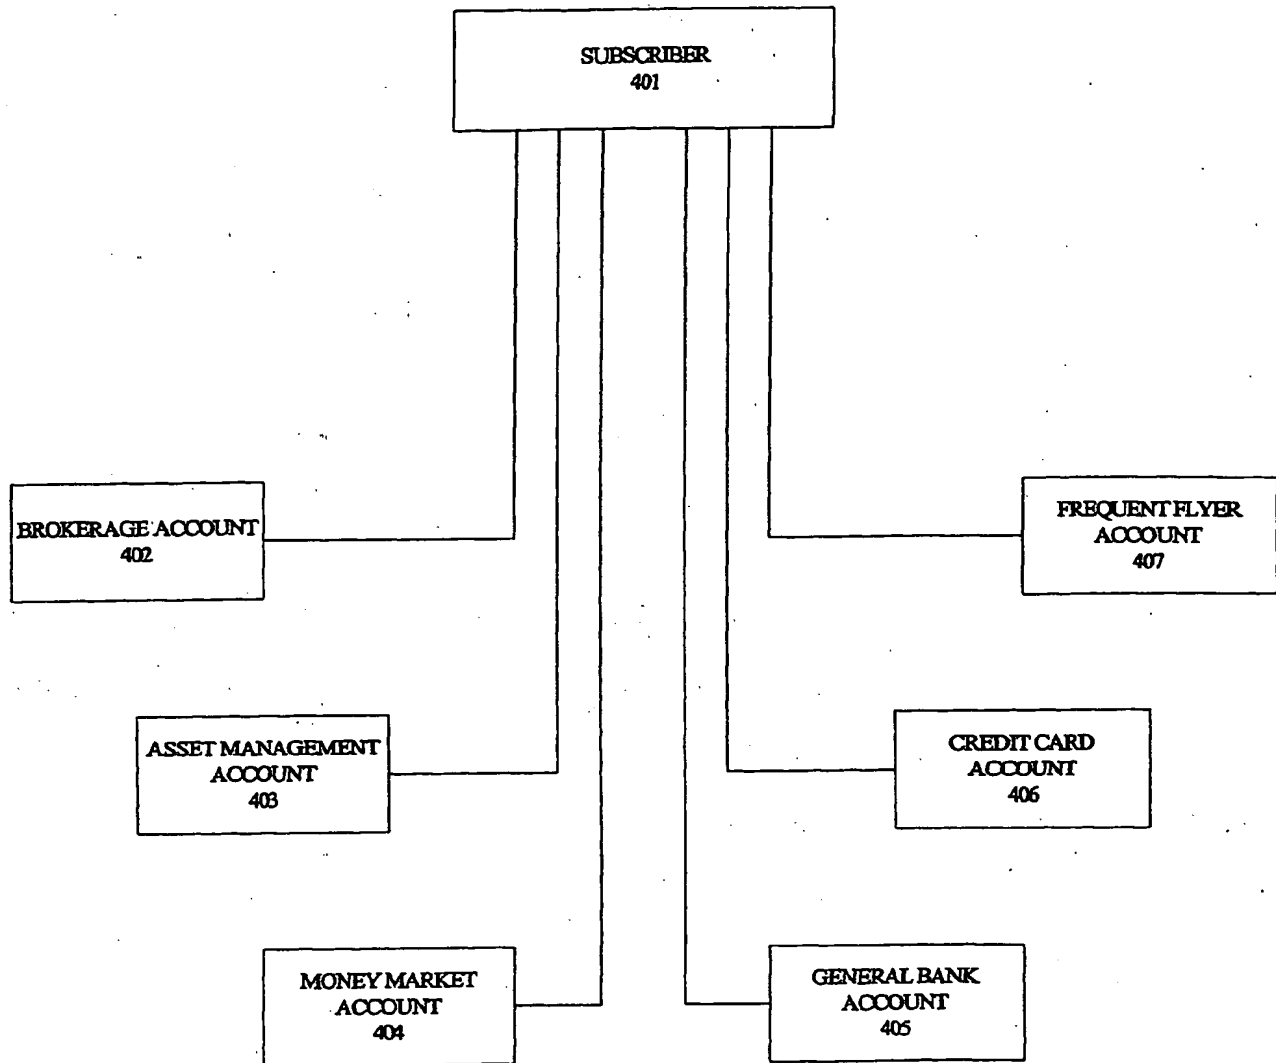 SUBSCRIBER
401
BROKERAGE ACCOUNT
402
FREQUENT FLYER
ACCOUNT
407
ASSET MANAGEMENT
ACCOUNT
403
CREDIT CARD
ACCOUNT
406
MONEY MARKET
ACCOUNT
404
GENERAL BANK
ACCOUNT
405